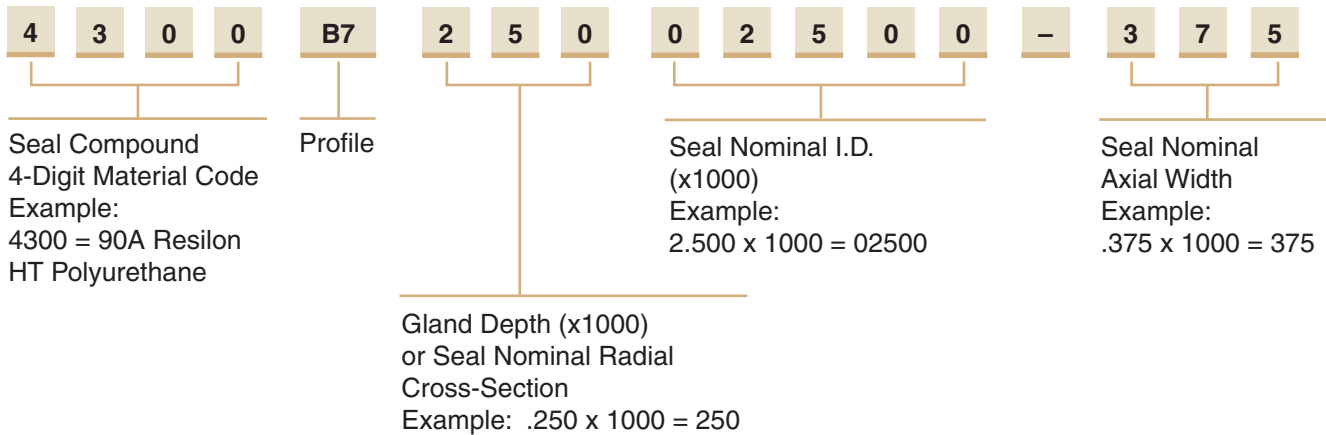 4 3 0 0 B7 2 5 0 0 2 5 0 0 – 3 7 5
Seal Compound
4-Digit Material Code
Example:
4300 = 90A Resilon
HT Polyurethane
Profile
Gland Depth (x1000)
or Seal Nominal Radial
Cross-Section
Example: .250 x 1000 = 250
Seal Nominal I.D.
(x1000)
Example:
2.500 x 1000 = 02500
Seal Nominal
Axial Width
Example:
.375 x 1000 = 375